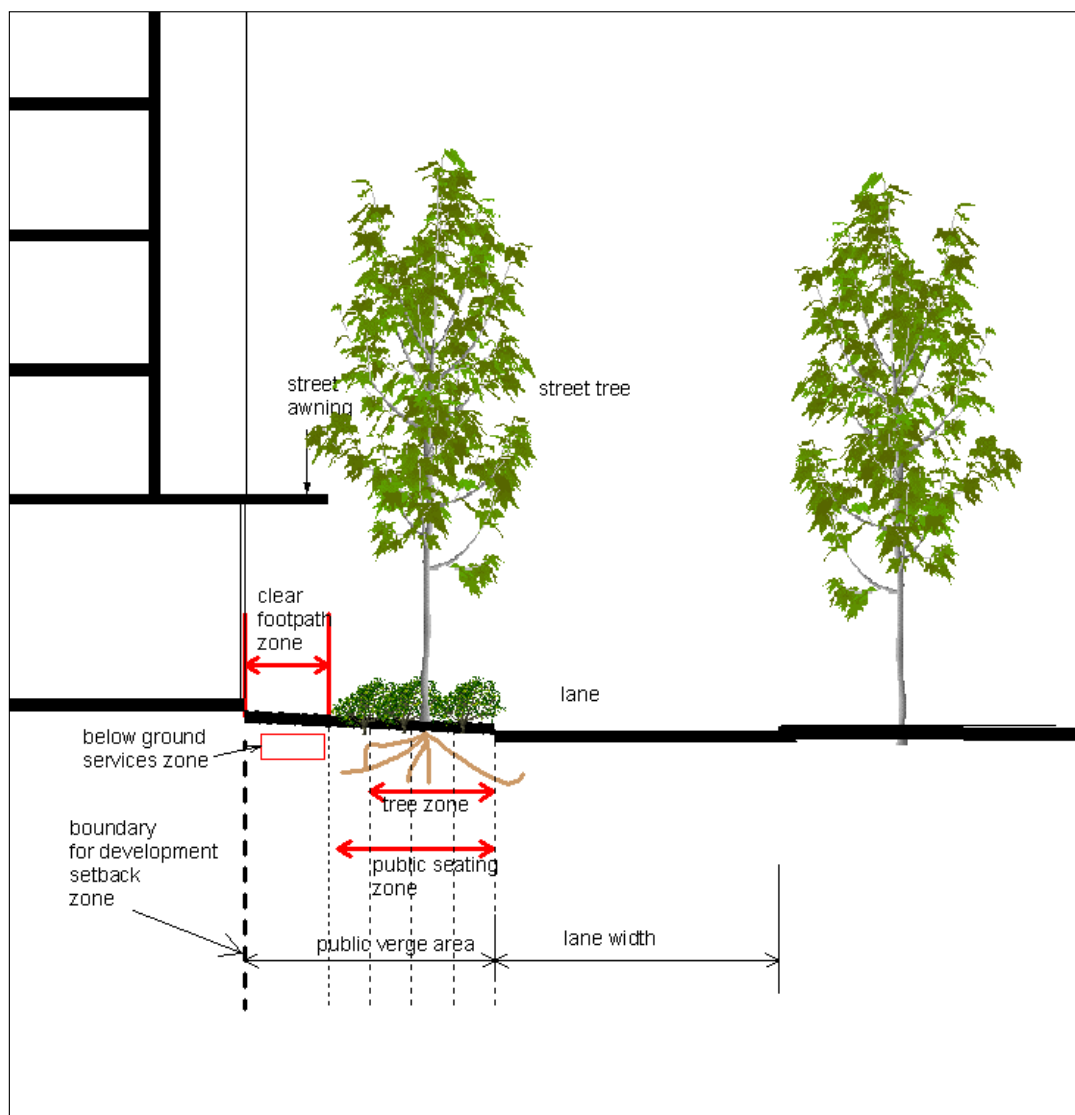 street
awning
street tree
clear
footpath
zone
lane
below ground
services zone
tree zone
boundary
for development
setback
zone
public seating
zone
public verge area
lane width